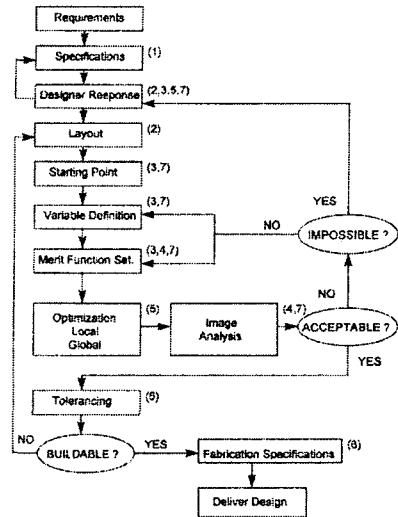 Requirements
Specifications (1)
Designer Response (2,3,5,7)
Layout (2)
Starting Point (3,7)
Variable Definition (3,7)
Merit Function Set. (3,4,7)
YES
NO
IMPOSSIBLE ?
NO
Optimization
Local
Global
(5)
Image
Analysis
(4,7)
ACCEPTABLE ?
YES
Tolerancing (5)
NO
BUILDABLE ?
YES
Fabrication Specifications (6)
Deliver Design